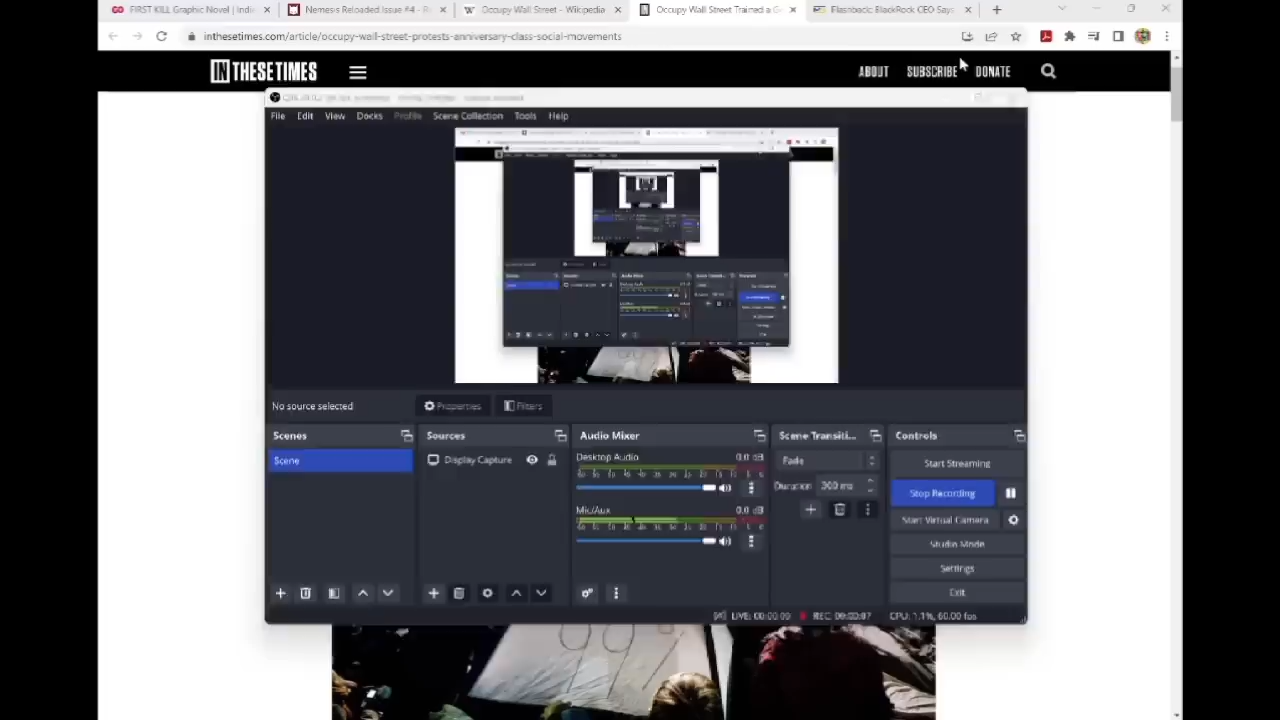 FIRST KILL Graphic Novel | Indie
Nemesis Reloaded Issue #4 - R
Occupy Wall Street - Wikipedia
Occupy Wall Street Trained a G
Flashback: BlackRock CEO Says
inthesetimes.com/article/occupy-wall-street-protests-anniversary-class-social-movements
IN THESE TIMES
ABOUT SUBSCRIBE DONATE
File Edit View Docks Profile Scene Collection Tools Help
No source selected Properties Filters
Scenes Sources Audio Mixer Scene Transiti... Controls
Scene
Display Capture
Desktop Audio 0.0 dB
Mic/Aux 0.0 dB
Fade
Duration 300 ms
Start Streaming
Stop Recording
Start Virtual Camera
Studio Mode
Settings
Exit
LIVE: 00:00:00 REC: 00:00:07 CPU: 1.1%, 60.00 fps
99%